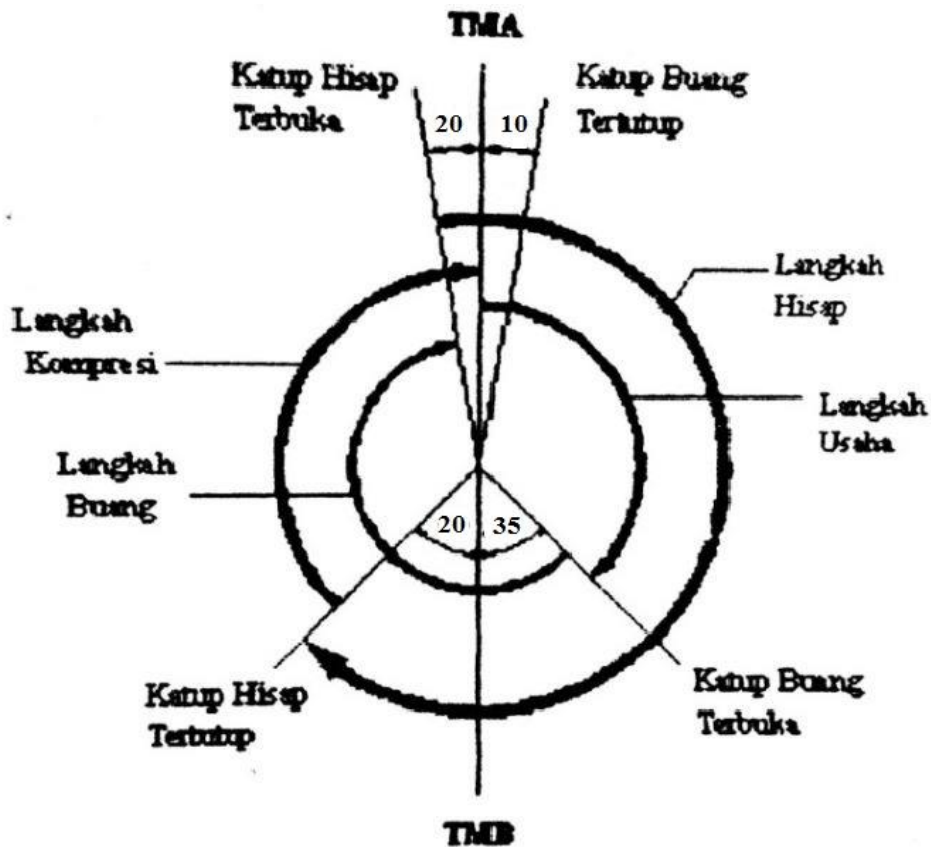 TMA
Katup Hisap
Terbuka
Katup Buang
Tertutup
20
10
Langkah
Hisap
Langkah
Kompresi
Langkah
Usaha
Langkah
Buang
20
35
Katup Hisap
Tertutup
Katup Buang
Terbuka
TMB